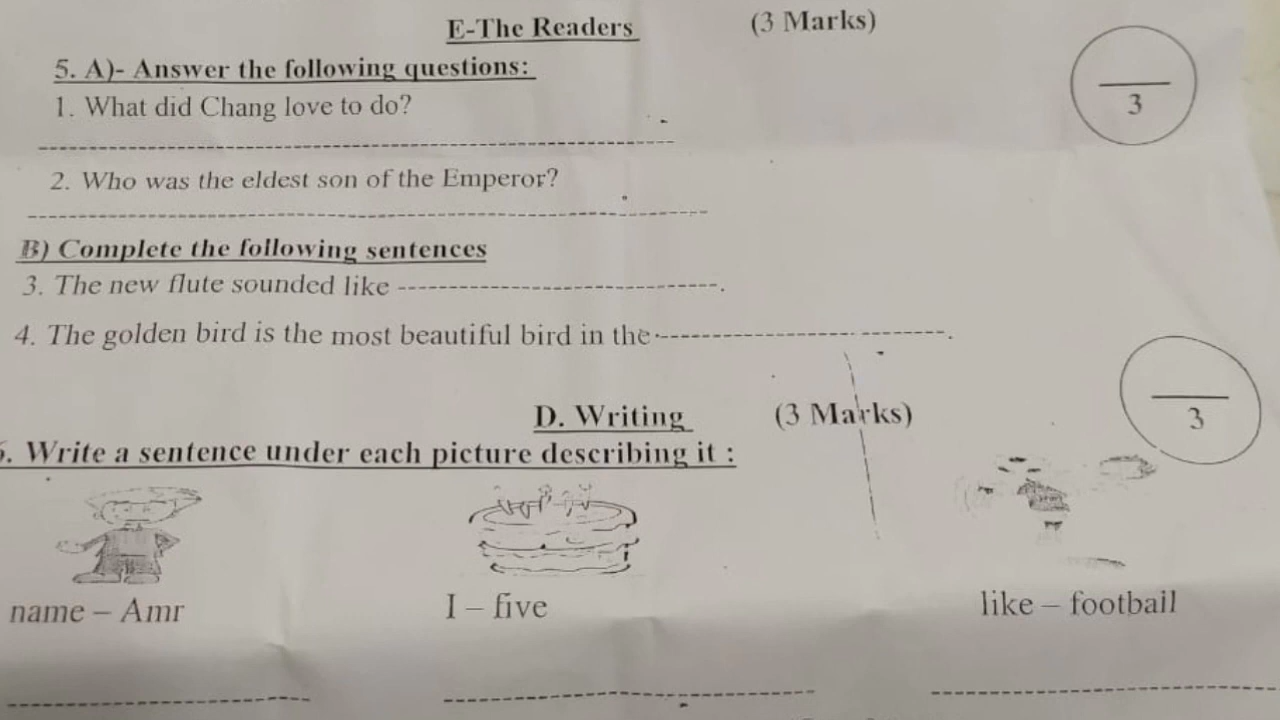 E-The Readers (3 Marks)
5. A)- Answer the following questions:
3
1. What did Chang love to do?
2. Who was the eldest son of the Emperor?
B) Complete the following sentences
3. The new flute sounded like ------------------------------.
4. The golden bird is the most beautiful bird in the ----------------------------.
D. Writing (3 Marks)
3
. Write a sentence under each picture describing it :
name – Amr I – five like – football